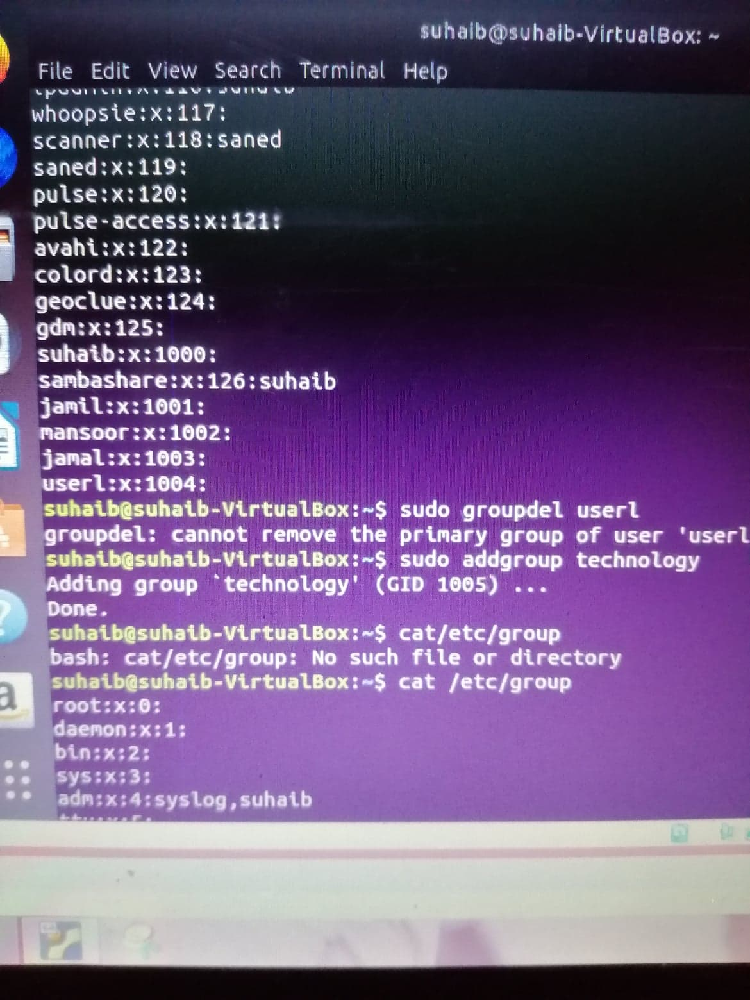 suhaib@suhaib-VirtualBox: ~
File Edit View Search Terminal Help
whoopsie:x:117:
scanner:x:118:saned
saned:x:119:
pulse:x:120:
pulse-access:x:121:
avahi:x:122:
colord:x:123:
geoclue:x:124:
gdm:x:125:
suhaib:x:1000:
sambashare:x:126:suhaib
jamil:x:1001:
mansoor:x:1002:
jamal:x:1003:
userl:x:1004:
suhaib@suhaib-VirtualBox:~$ sudo groupdel userl
groupdel: cannot remove the primary group of user 'userl
suhaib@suhaib-VirtualBox:~$ sudo addgroup technology
Adding group `technology' (GID 1005) ...
Done.
suhaib@suhaib-VirtualBox:~$ cat/etc/group
bash: cat/etc/group: No such file or directory
suhaib@suhaib-VirtualBox:~$ cat /etc/group
root:x:0:
daemon:x:1:
bin:x:2:
sys:x:3:
adm:x:4:syslog,suhaib